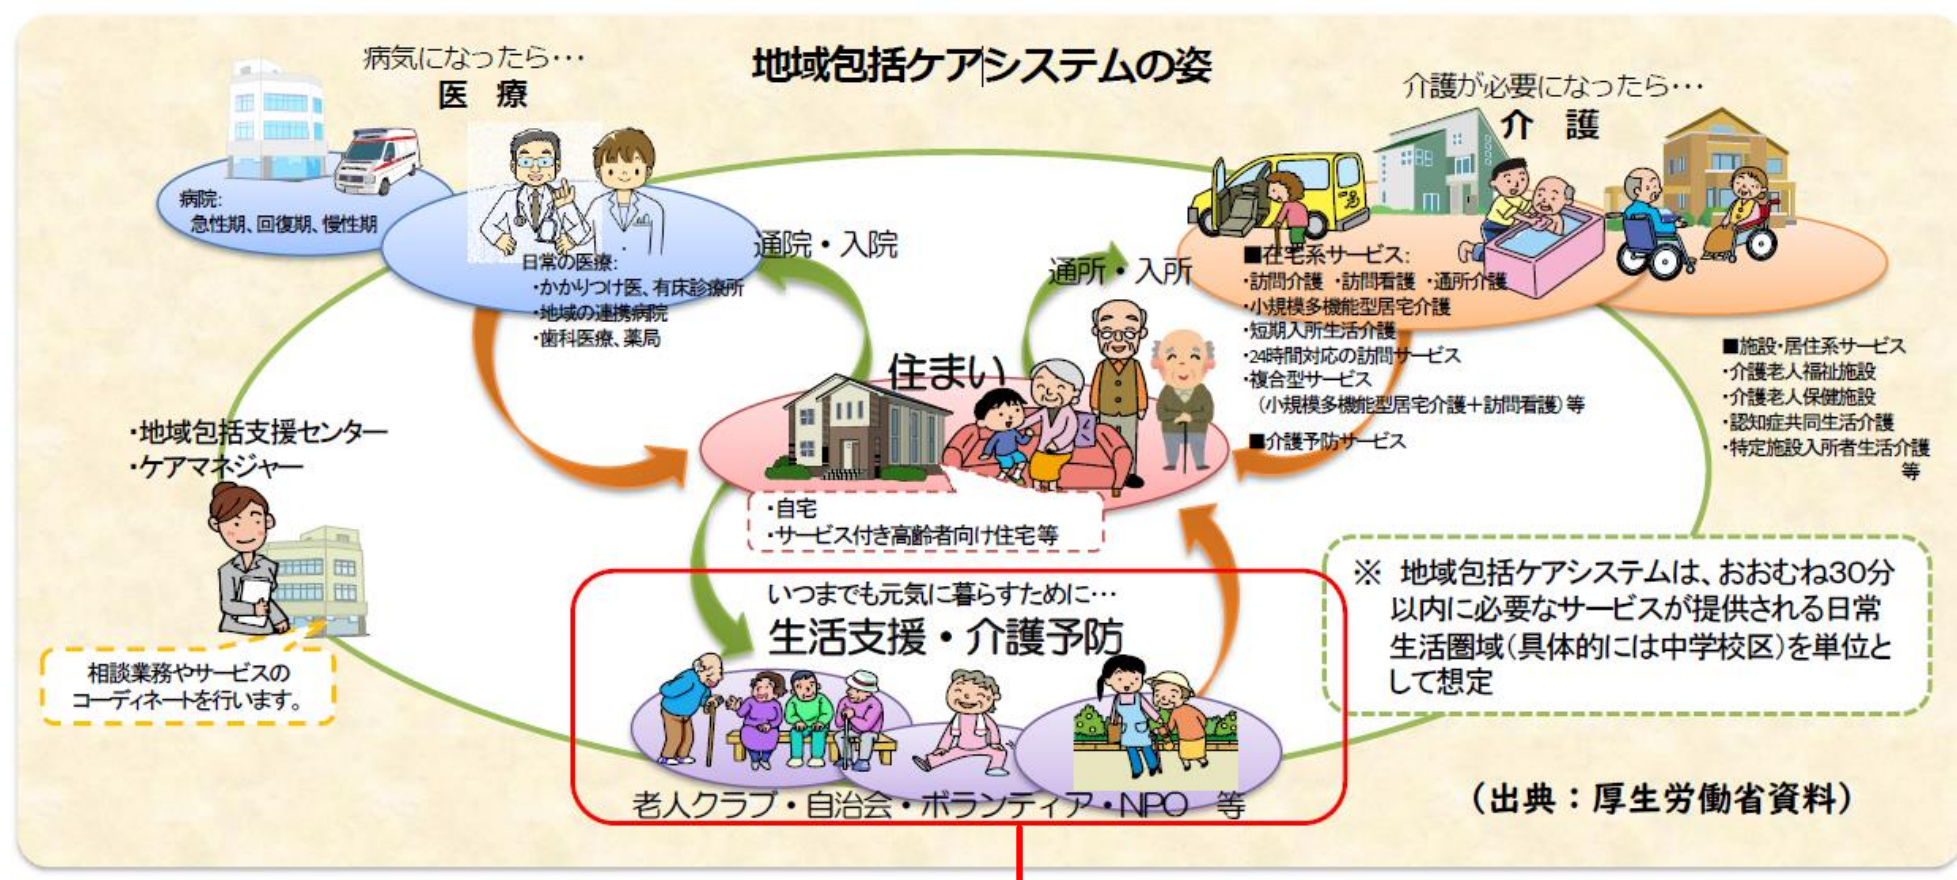 地域包括ケアシステムの姿
病気になったら･･･
医　療
病院:
急性期、回復期、慢性期
日常の医療:
・かかりつけ医、有床診療所
・地域の連携病院
・歯科医療、薬局
通院・入院
通所・入所
介護が必要になったら･･･
介　護
■在宅系サービス:
・訪問介護 ・訪問看護 ・通所介護
・小規模多機能型居宅介護
・短期入所生活介護
・24時間対応の訪問サービス
・複合型サービス
（小規模多機能型居宅介護＋訪問看護）等
■介護予防サービス
■施設・居住系サービス
・介護老人福祉施設
・介護老人保健施設
・認知症共同生活介護
・特定施設入所者生活介護
等
住まい
・自宅
・サービス付き高齢者向け住宅等
・地域包括支援センター
・ケアマネジャー
相談業務やサービスの
コーディネートを行います。
いつまでも元気に暮らすために･･･
生活支援・介護予防
老人クラブ・自治会・ボランティア・NPO　等
※　地域包括ケアシステムは、おおむね30分
以内に必要なサービスが提供される日常
生活圏域（具体的には中学校区）を単位と
して想定
（出典：厚生労働省資料）